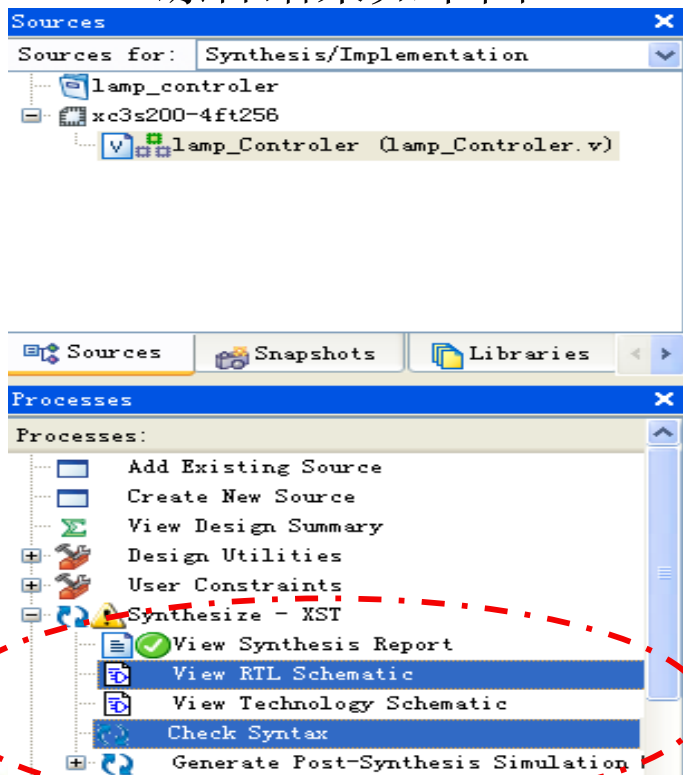 Sources
Sources for: Synthesis/Implementation
lamp_controler
xc3s200-4ft256
lamp_Controler (lamp_Controler.v)
Sources Snapshots Libraries
Processes
Processes:
Add Existing Source
Create New Source
View Design Summary
Design Utilities
User Constraints
Synthesize - XST
View Synthesis Report
View RTL Schematic
View Technology Schematic
Check Syntax
Generate Post-Synthesis Simulation